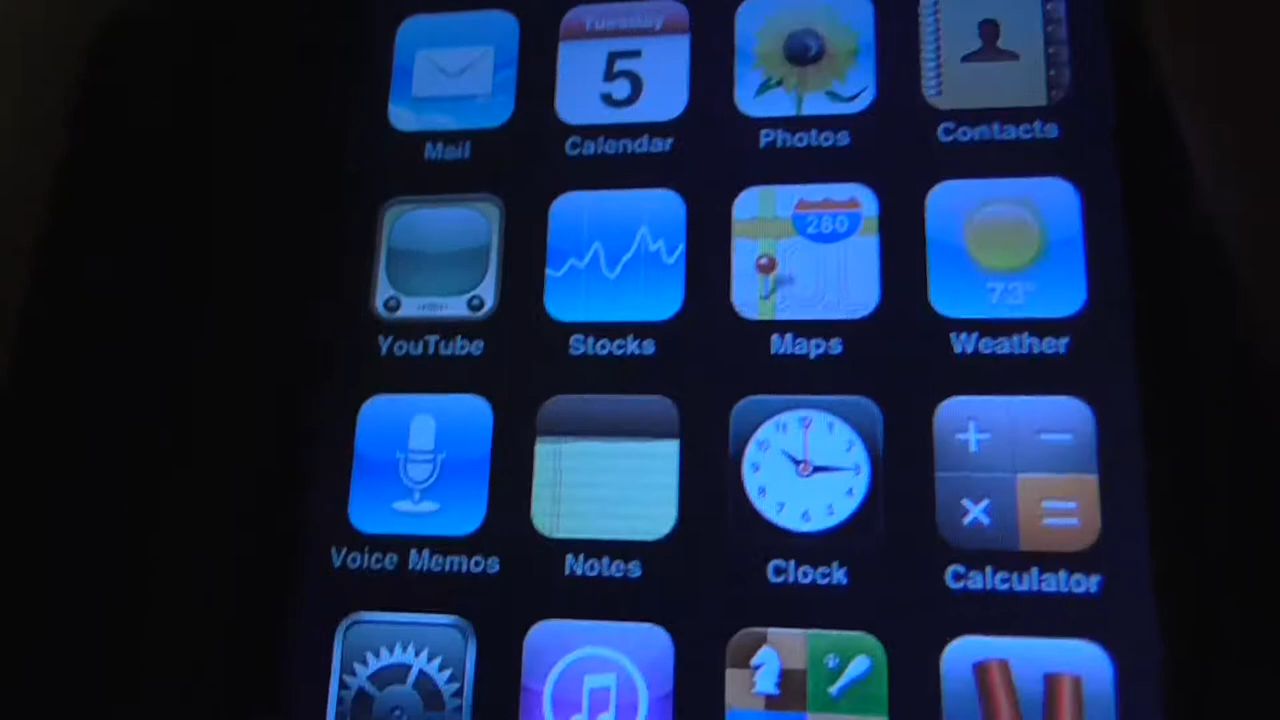 Tuesday
5
Mail
Calendar
Photos
Contacts
280
73°
YouTube
Stocks
Maps
Weather
Voice Memos
Notes
Clock
Calculator